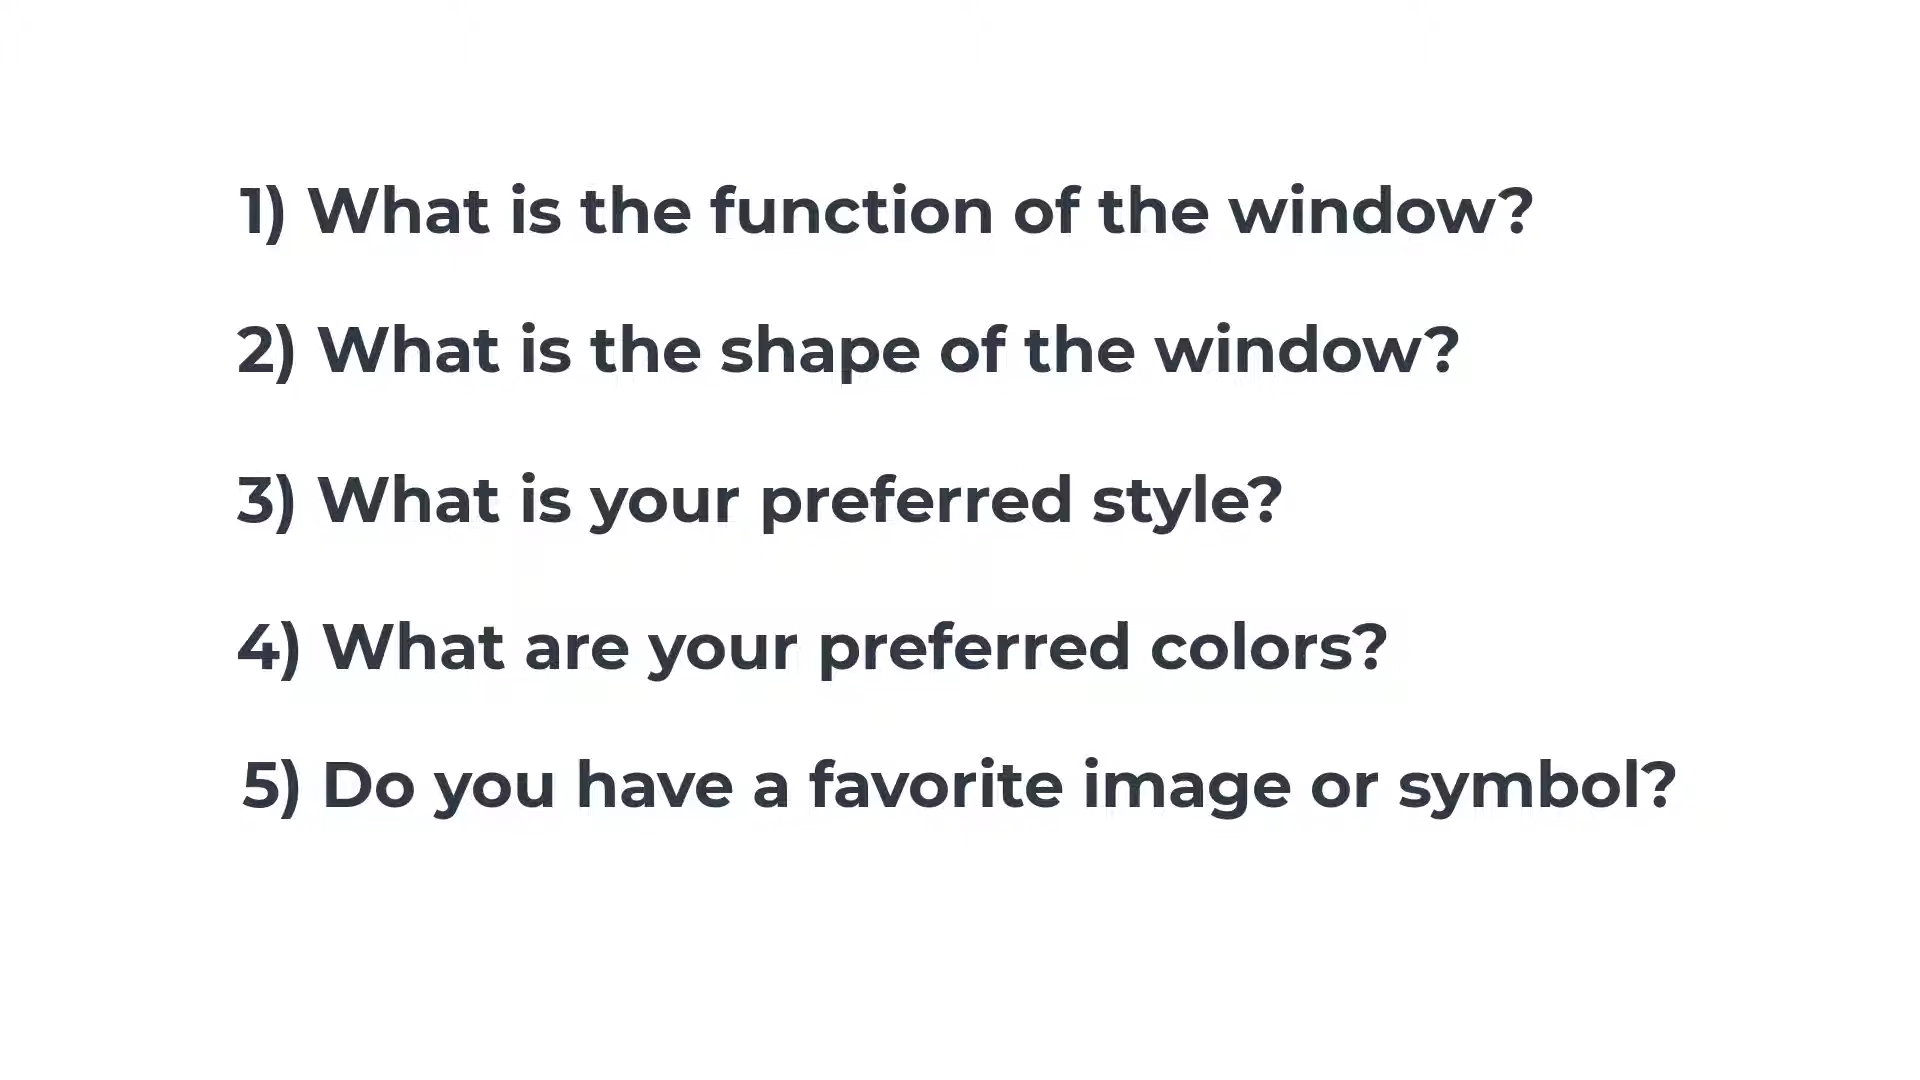 1) What is the function of the window?
2) What is the shape of the window?
3) What is your preferred style?
4) What are your preferred colors?
5) Do you have a favorite image or symbol?